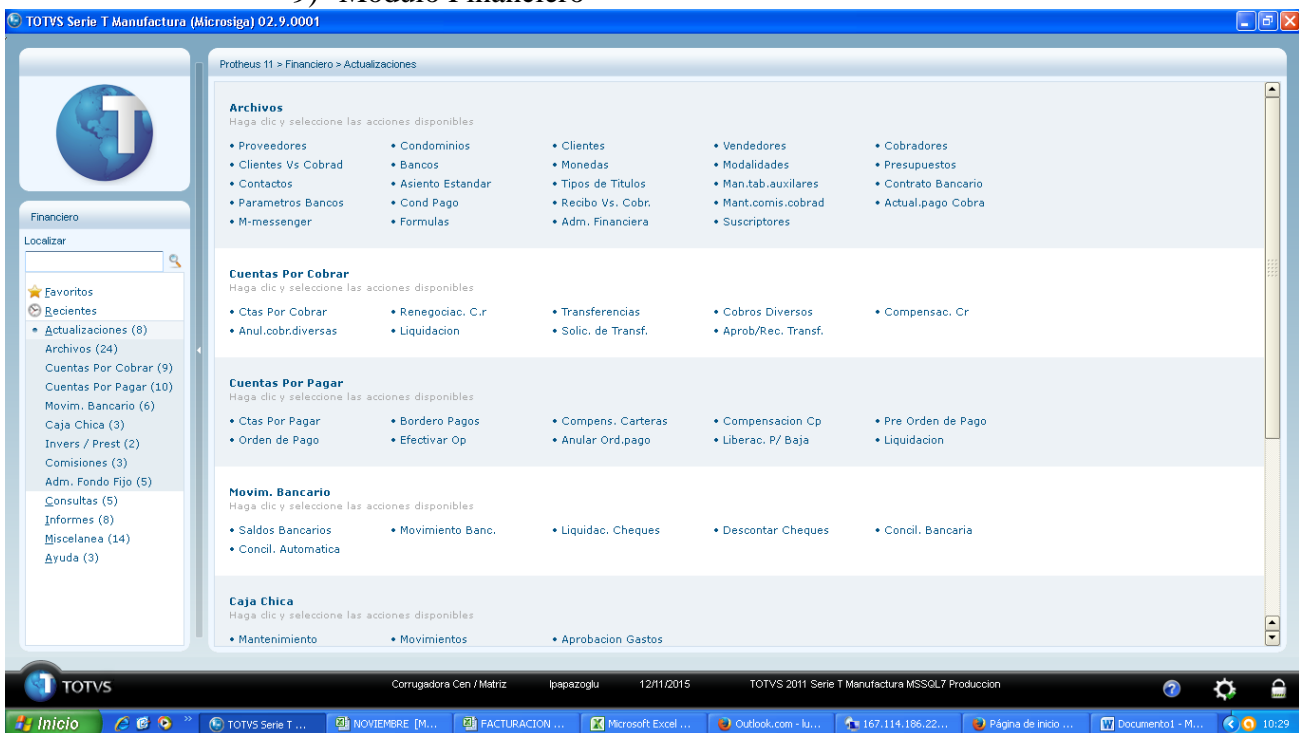 9) Módulo Financiero
TOTVS Serie T Manufactura (Microsiga) 02.9.0001
Protheus 11 > Financiero > Actualizaciones
Financiero
Localizar
Favoritos
Recientes
Actualizaciones (8)
Archivos (24)
Cuentas Por Cobrar (9)
Cuentas Por Pagar (10)
Movim. Bancario (6)
Caja Chica (3)
Invers / Prest (2)
Comisiones (3)
Adm. Fondo Fijo (5)
Consultas (5)
Informes (8)
Miscelanea (14)
Ayuda (3)
Archivos
Haga clic y seleccione las acciones disponibles
• Proveedores • Condominios • Clientes • Vendedores • Cobradores
• Clientes Vs Cobrad • Bancos • Monedas • Modalidades • Presupuestos
• Contactos • Asiento Estandar • Tipos de Titulos • Man.tab.auxilares • Contrato Bancario
• Parametros Bancos • Cond Pago • Recibo Vs. Cobr. • Mant.comis.cobrad • Actual.pago Cobra
• M-messenger • Formulas • Adm. Financiera • Suscriptores
Cuentas Por Cobrar
Haga clic y seleccione las acciones disponibles
• Ctas Por Cobrar • Renegociac. C.r • Transferencias • Cobros Diversos • Compensac. Cr
• Anul.cobr.diversas • Liquidacion • Solic. de Transf. • Aprob/Rec. Transf.
Cuentas Por Pagar
Haga clic y seleccione las acciones disponibles
• Ctas Por Pagar • Bordero Pagos • Compens. Carteras • Compensacion Cp • Pre Orden de Pago
• Orden de Pago • Efectivar Op • Anular Ord.pago • Liberac. P/ Baja • Liquidacion
Movim. Bancario
Haga clic y seleccione las acciones disponibles
• Saldos Bancarios • Movimiento Banc. • Liquidac. Cheques • Descontar Cheques • Concil. Bancaria
• Concil. Automatica
Caja Chica
Haga clic y seleccione las acciones disponibles
• Mantenimiento • Movimientos • Aprobacion Gastos
TOTVS Corrugadora Cen / Matriz lpapazoglu 12/11/2015 TOTVS 2011 Serie T Manufactura MSSQL7 Produccion
Inicio TOTVS Serie T ... NOVIEMBRE [M... FACTURACION ... Microsoft Excel ... Outlook.com - lu... 167.114.186.22... Página de inicio ... Documento1 - M... 10:29